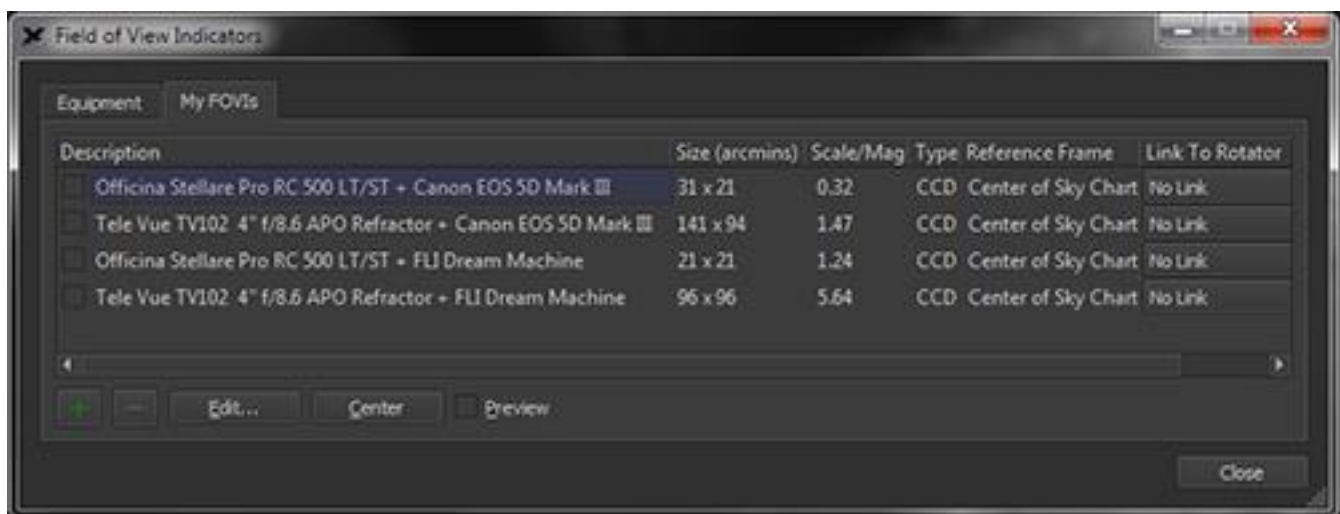 Field of View Indicators
Equipment My FOVIs
Description Size (arcmins) Scale/Mag Type Reference Frame Link To Rotator
Officina Stellare Pro RC 500 LT/ST + Canon EOS 5D Mark III 31 x 21 0.32 CCD Center of Sky Chart No Link
Tele Vue TV102 4" f/8.6 APO Refractor + Canon EOS 5D Mark III 141 x 94 1.47 CCD Center of Sky Chart No Link
Officina Stellare Pro RC 500 LT/ST + FLI Dream Machine 21 x 21 1.24 CCD Center of Sky Chart No Link
Tele Vue TV102 4" f/8.6 APO Refractor + FLI Dream Machine 96 x 96 5.64 CCD Center of Sky Chart No Link
Edit... Center Preview
Close